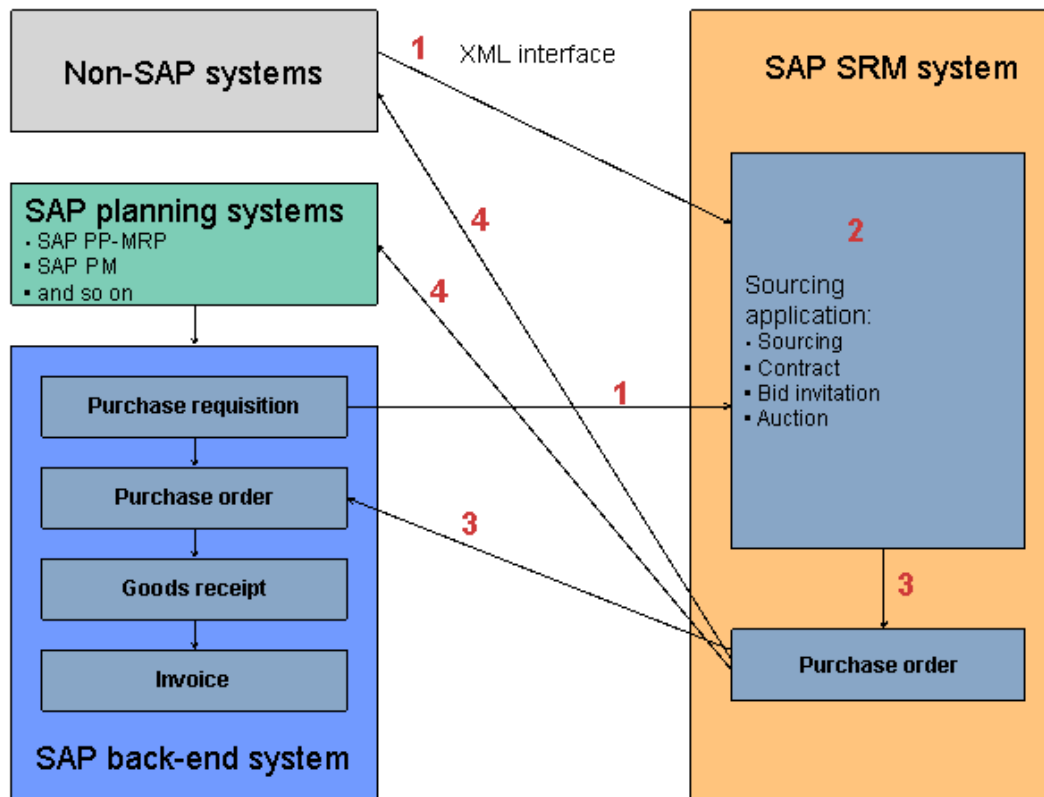 Non-SAP systems
1
XML interface
SAP SRM system
SAP planning systems
• SAP PP-MRP
▪ SAP PM
▪ and so on
4
4
2
Sourcing
application:
• Sourcing
▪ Contract
▪ Bid invitation
▪ Auction
Purchase requisition
1
Purchase order
3
3
Goods receipt
Purchase order
Invoice
SAP back-end system